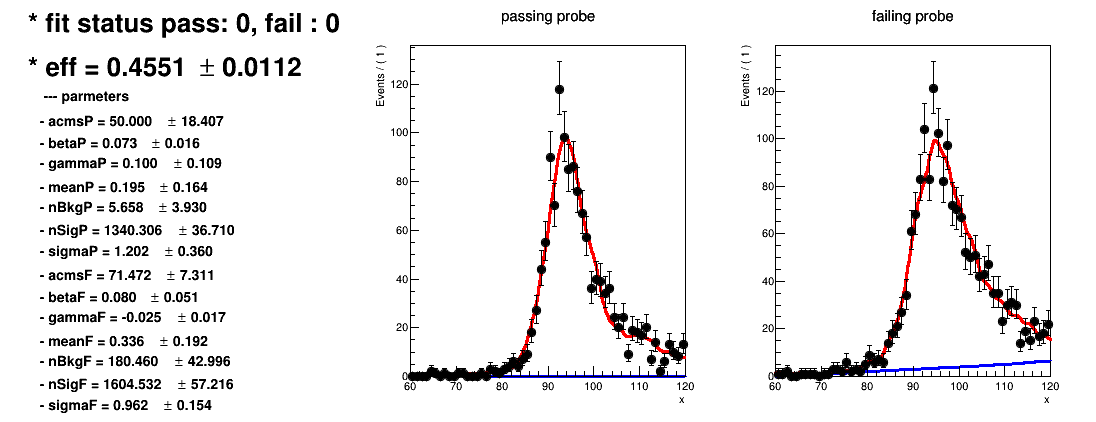 * fit status pass: 0, fail : 0
* eff = 0.4551 ± 0.0112
--- parmeters
- acmsP = 50.000 ± 18.407
- betaP = 0.073 ± 0.016
- gammaP = 0.100 ± 0.109
- meanP = 0.195 ± 0.164
- nBkgP = 5.658 ± 3.930
- nSigP = 1340.306 ± 36.710
- sigmaP = 1.202 ± 0.360
- acmsF = 71.472 ± 7.311
- betaF = 0.080 ± 0.051
- gammaF = -0.025 ± 0.017
- meanF = 0.336 ± 0.192
- nBkgF = 180.460 ± 42.996
- nSigF = 1604.532 ± 57.216
- sigmaF = 0.962 ± 0.154
passing probe
Events / ( 1 )
120
100
80
60
40
20
0
60 70 80 90 100 110 120
x
failing probe
Events / ( 1 )
120
100
80
60
40
20
0
60 70 80 90 100 110 120
x